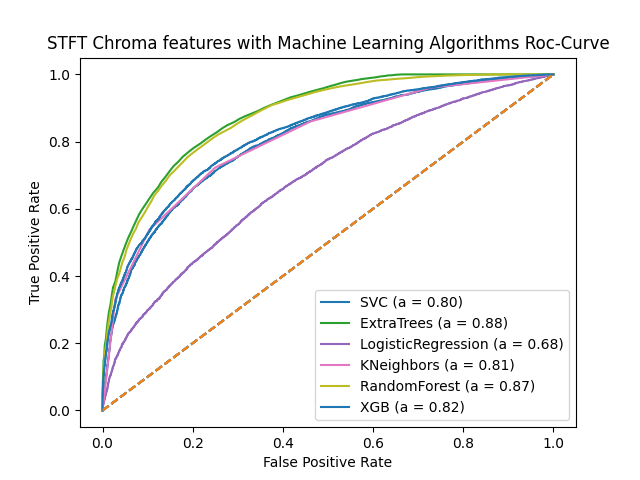 STFT Chroma features with Machine Learning Algorithms Roc-Curve
1.0
0.8
0.6
0.4
0.2
0.0
True Positive Rate
SVC (a = 0.80)
ExtraTrees (a = 0.88)
LogisticRegression (a = 0.68)
KNeighbors (a = 0.81)
RandomForest (a = 0.87)
XGB (a = 0.82)
0.0 0.2 0.4 0.6 0.8 1.0
False Positive Rate